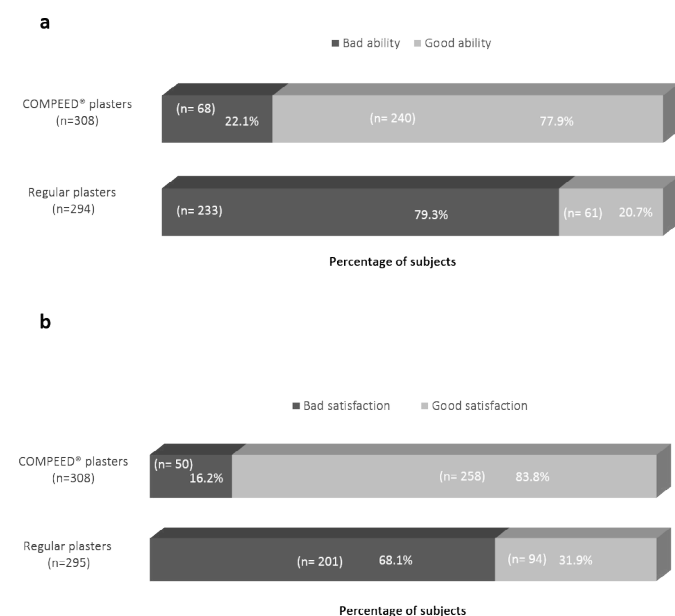 a
Bad ability Good ability
COMPEED® plasters
(n=308)
(n= 68)
22.1%
(n= 240)
77.9%
Regular plasters
(n=294)
(n= 233)
79.3%
(n= 61)
20.7%
Percentage of subjects
b
Bad satisfaction Good satisfaction
COMPEED® plasters
(n=308)
(n= 50)
16.2%
(n= 258)
83.8%
Regular plasters
(n=295)
(n= 201)
68.1%
(n= 94)
31.9%
Percentage of subjects